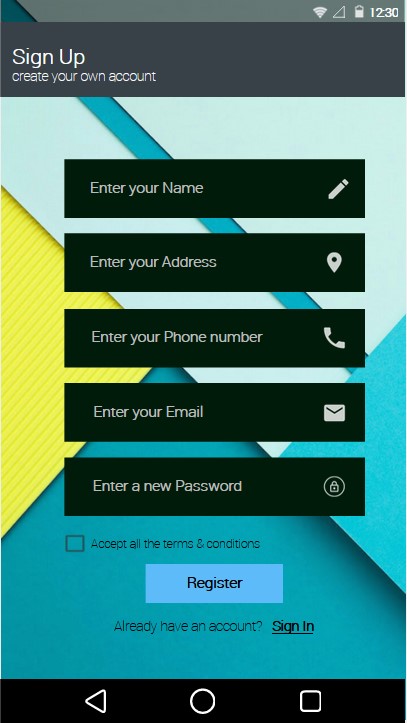 12:30
Sign Up
create your own account
Enter your Name
Enter your Address
Enter your Phone number
Enter your Email
Enter a new Password
Accept all the terms & conditions
Register
Already have an account? Sign In